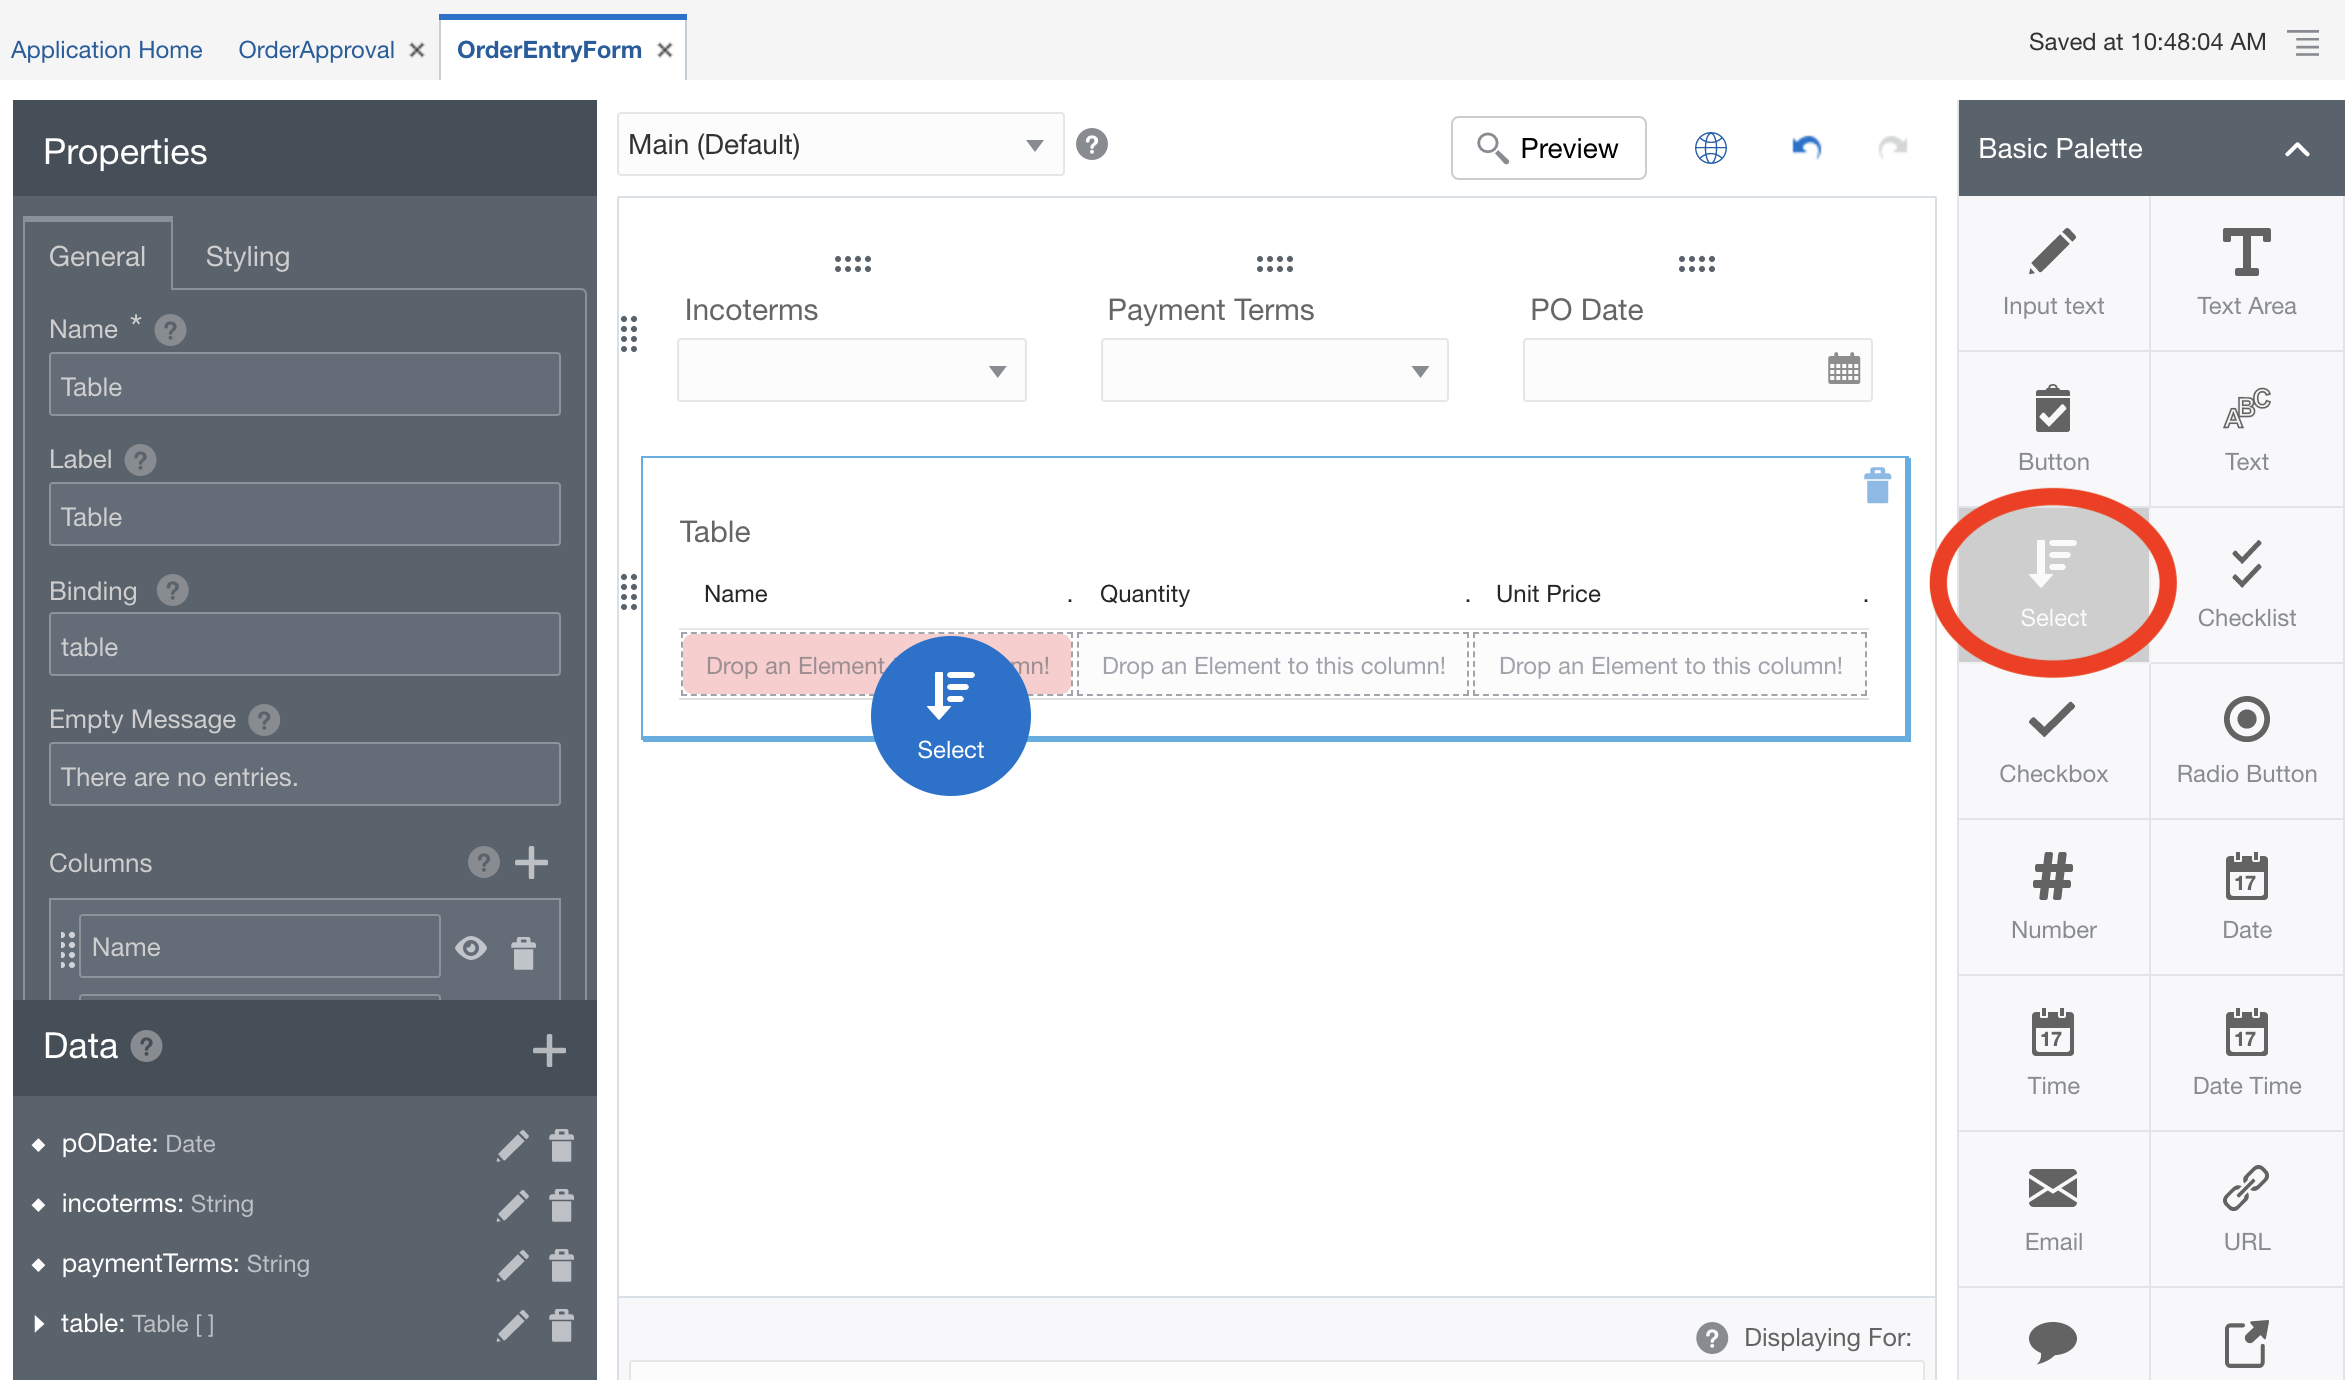 Application Home
OrderApproval
OrderEntryForm
Saved at 10:48:04 AM
Properties
General
Styling
Name *
Table
Label
Table
Binding
table
Empty Message
There are no entries.
Columns
Name
Data
pODate: Date
incoterms: String
paymentTerms: String
table: Table [ ]
Main (Default)
Preview
Incoterms
Payment Terms
PO Date
Table
Name . Quantity . Unit Price .
Drop an Element mn!
Drop an Element to this column!
Drop an Element to this column!
Select
Displaying For:
Basic Palette
Input text
Text Area
Button
ABC
Text
Select
Checklist
Checkbox
Radio Button
Number
17
Date
17
Time
17
Date Time
Email
URL